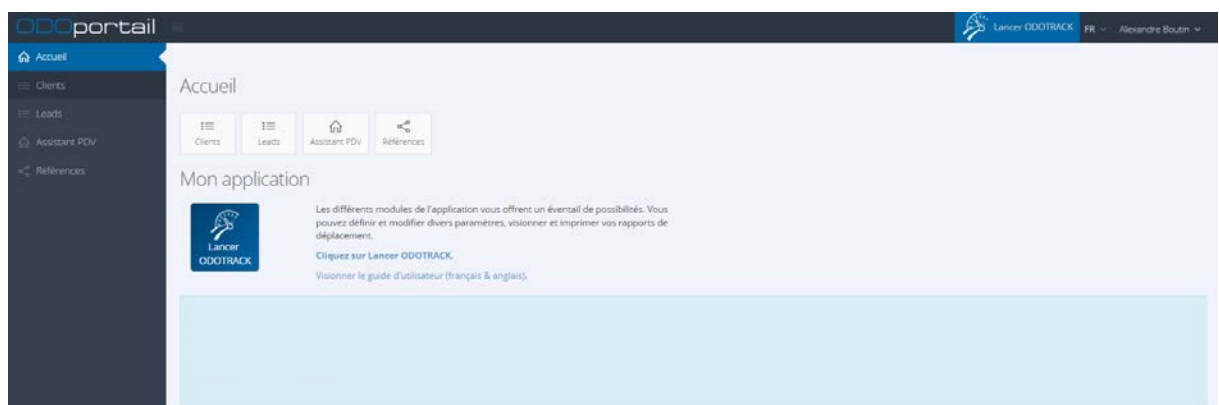 ODOportail
Lancer ODOTRACK
FR
Alexandre Boutin
Accueil
Clients
Leads
Assistant PDV
Références
Accueil
Clients
Leads
Assistant PDV
Références
Mon application
Lancer
ODOTRACK
Les différents modules de l'application vous offrent un éventail de possibilités. Vous
pouvez définir et modifier divers paramètres, visionner et imprimer vos rapports de
déplacement.
Cliquez sur Lancer ODOTRACK.
Visionner le guide d'utilisateur (français & anglais).